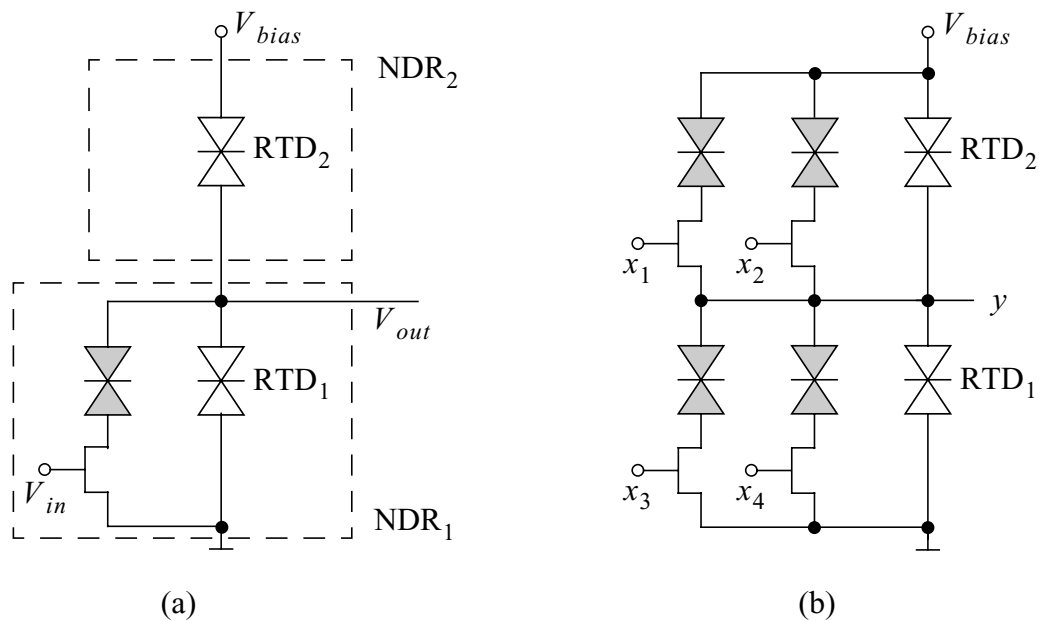 V_bias
NDR_2
RTD_2
V_out
RTD_1
V_in
NDR_1
(a)
V_bias
RTD_2
x_1
x_2
y
RTD_1
x_3
x_4
(b)